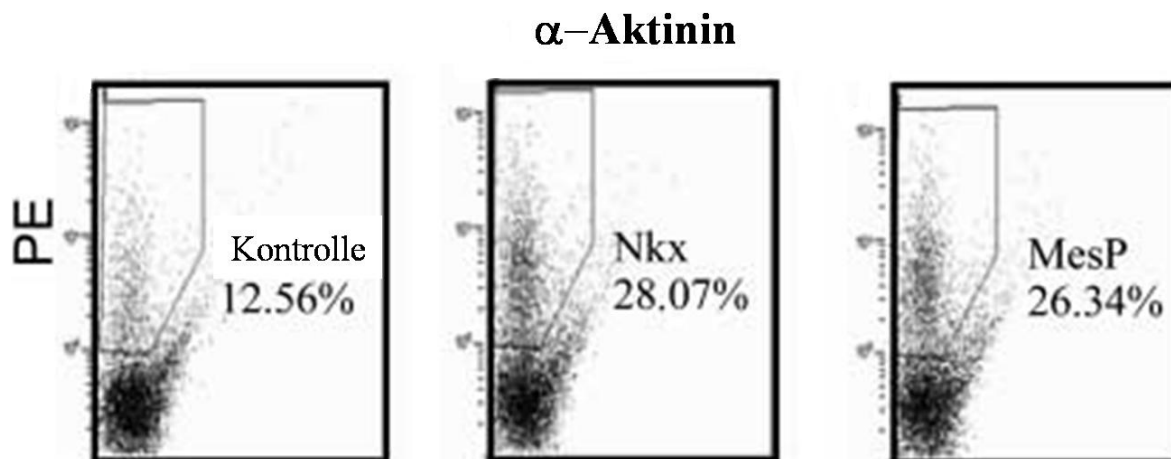 α–Aktinin
PE
Kontrolle
12.56%
Nkx
28.07%
MesP
26.34%